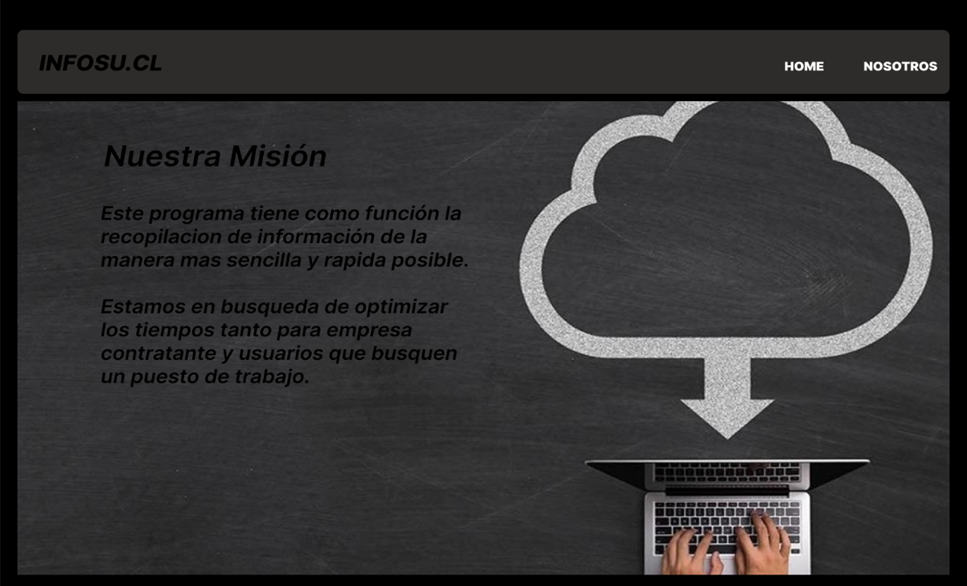 INFOSU.CL
HOME
NOSOTROS
Nuestra Misión
Este programa tiene como función la
recopilacion de información de la
manera mas sencilla y rapida posible.
Estamos en busqueda de optimizar
los tiempos tanto para empresa
contratante y usuarios que busquen
un puesto de trabajo.